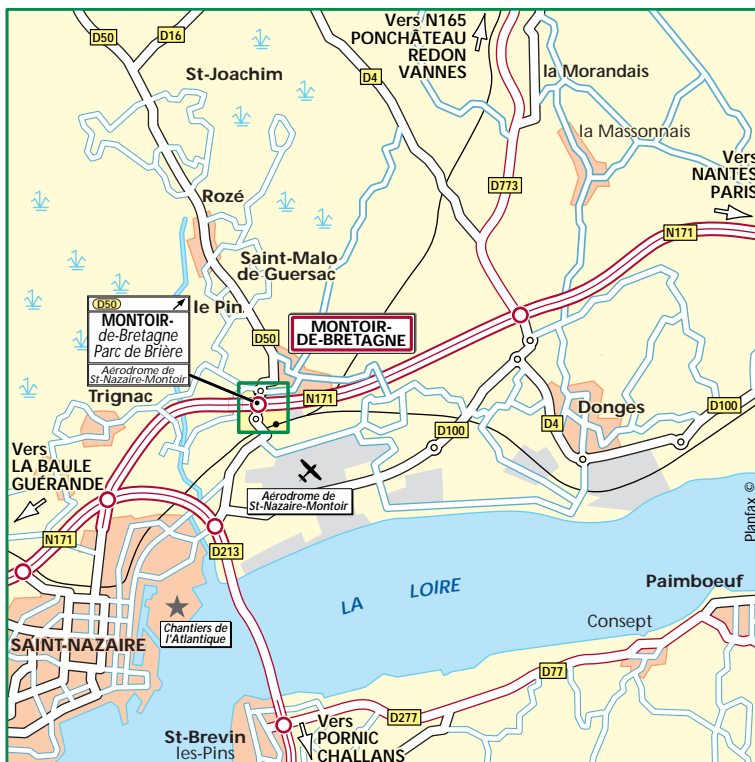 Vers N165
PONCHÂTEAU
REDON
VANNES
D50
D16
St-Joachim
D4
la Morandais
la Massonnais
Vers
NANTES
PARIS
D773
Rozé
N171
Saint-Malo
de Guersac
le Pin
D50
MONTOIR-
de-Bretagne
Parc de Brière
Aérodrome de
St-Nazaire-Montoir
D50
MONTOIR-
DE-BRETAGNE
Trignac
N171
Donges
D100
D100
D4
Vers
LA BAULE
GUÉRANDE
Aérodrome de
St-Nazaire-Montoir
Planfax ©
N171
D213
LA LOIRE
Paimboeuf
Chantiers de
l'Atlantique
Consept
SAINT-NAZAIRE
D77
St-Brevin
les-Pins
D277
Vers
PORNIC
CHALLANS